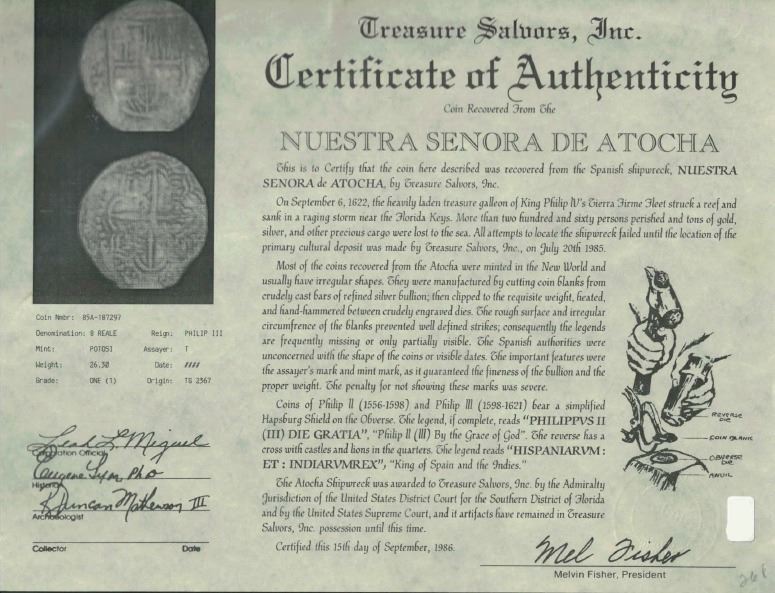 Treasure Salvors, Inc.
Certificate of Authenticity
Coin Recovered From The
NUESTRA SENORA DE ATOCHA
This is to Certify that the coin here described was recovered from the Spanish shipwreck, NUESTRA
SENORA de ATOCHA, by Treasure Salvors, Inc.
On September 6, 1622, the heavily laden treasure galleon of King Philip IV's Tierra Firme Fleet struck a reef and
sank in a raging storm near the Florida Keys. More than two hundred and sixty persons perished and tons of gold,
silver, and other precious cargo were lost to the sea. All attempts to locate the shipwreck failed until the location of the
primary cultural deposit was made by Treasure Salvors, Inc., on July 20th 1985.
Most of the coins recovered from the Atocha were minted in the New World and
usually have irregular shapes. They were manufactured by cutting coin blanks from
crudely cast bars of refined silver bullion; then clipped to the requisite weight, heated,
and hand-hammered between crudely engraved dies. The rough surface and irregular
circumfrence of the blanks prevented well defined strikes; consequently the legends
are frequently missing or only partially visible. The Spanish authorities were
unconcerned with the shape of the coins or visible dates. The important features were
the assayer's mark and mint mark, as it guaranteed the fineness of the bullion and the
proper weight. The penalty for not showing these marks was severe.
Coins of Philip II (1556-1598) and Philip III (1598-1621) bear a simplified
Hapsburg Shield on the Obverse. The legend, if complete, reads "PHILIPPVS II
(III) DIE GRATIA", "Philip II (III) By the Grace of God". The reverse has a
cross with castles and lions in the quarters. The legend reads "HISPANIARVM :
ET : INDIARVMREX", "King of Spain and the Indies."
The Atocha Shipwreck was awarded to Treasure Salvors, Inc. by the Admiralty
Jurisdiction of the United States District Court for the Southern District of Florida
and by the United States Supreme Court, and it artifacts have remained in Treasure
Salvors, Inc. possession until this time.
Certified this 15th day of September, 1986.
Mel Fisher
Melvin Fisher, President
REVERSE DIE
COIN BLANK
OBVERSE DIE
ANVIL
Coin Nmbr: 85A-187297
Denomination: 8 REALE Reign: PHILIP III
Mint: POTOSI Assayer: T
Weight: 26.30 Date: ####
Grade: ONE (1) Origin: TG 2367
Leah L. Miguel
Corporation Official
Eugene Lyon PhD
Historian
R Duncan Mathewson III
Archaeologist
Collector Date